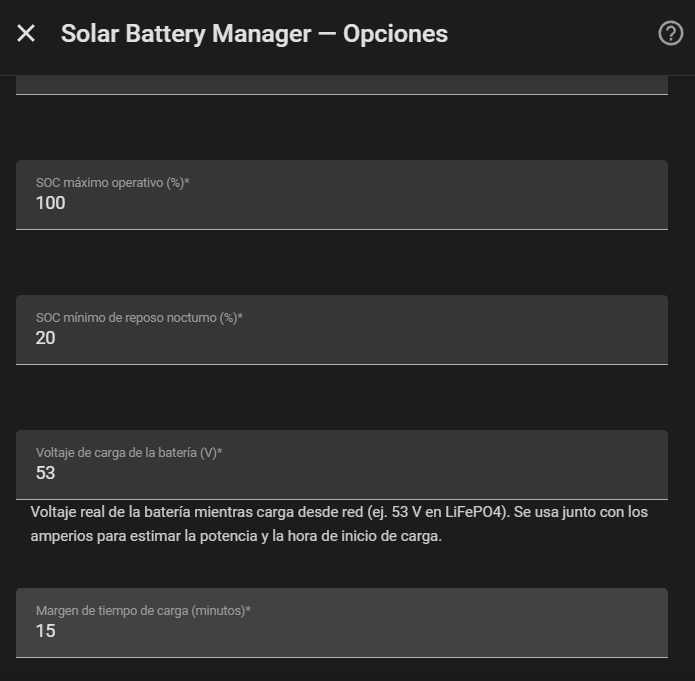 Solar Battery Manager — Opciones
SOC máximo operativo (%)*
100
SOC mínimo de reposo nocturno (%)*
20
Voltaje de carga de la batería (V)*
53
Voltaje real de la batería mientras carga desde red (ej. 53 V en LiFePO4). Se usa junto con los
amperios para estimar la potencia y la hora de inicio de carga.
Margen de tiempo de carga (minutos)*
15